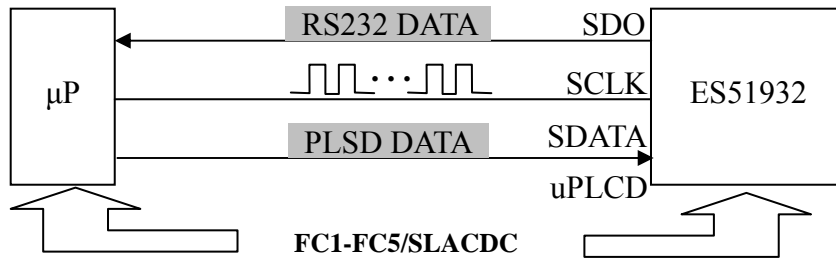 RS232 DATA SDO
μP SCLK ES51932
PLSD DATA SDATA
uPLCD
FC1-FC5/SLACDC